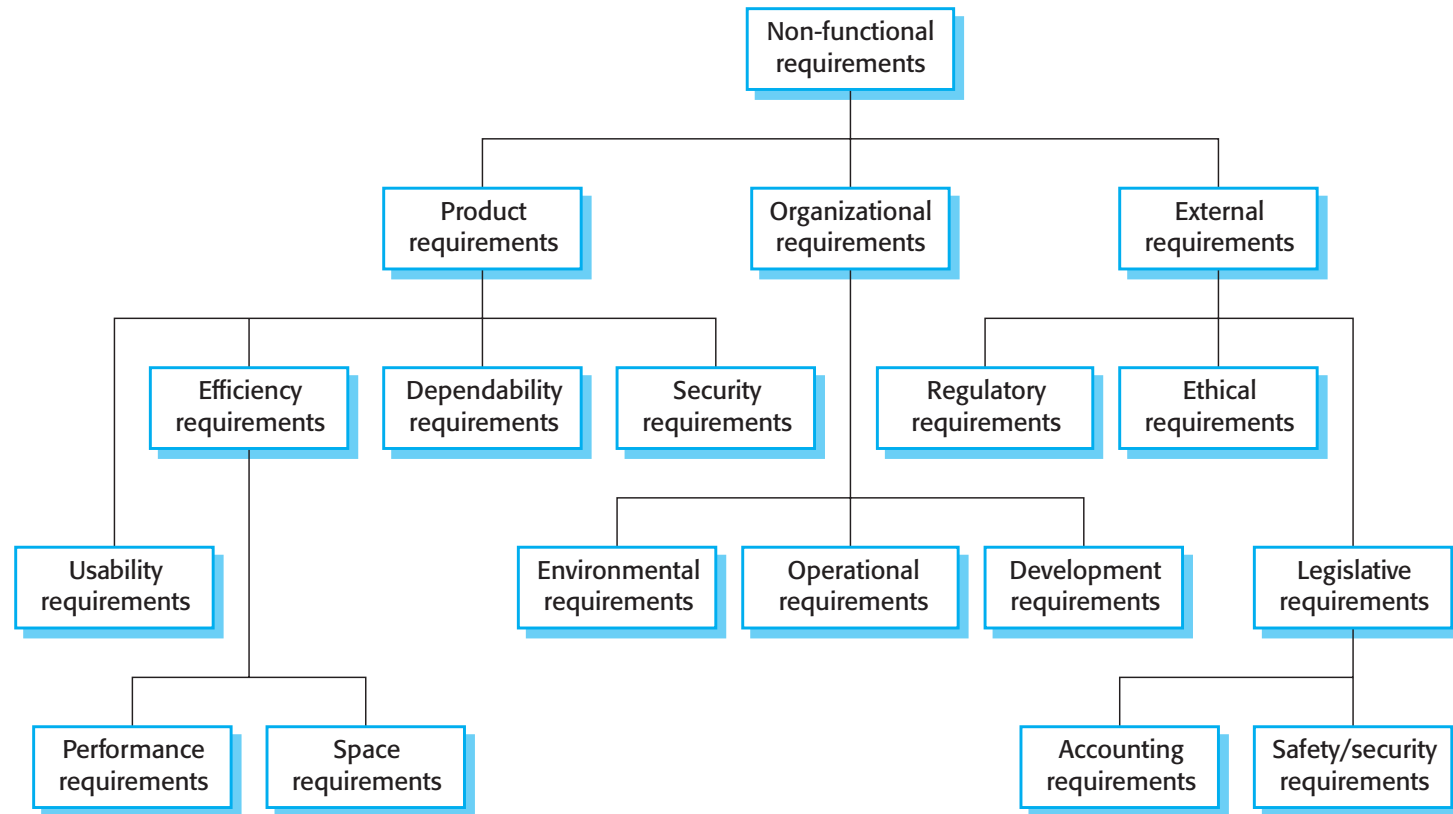 Non-functional
requirements
Product
requirements
Organizational
requirements
External
requirements
Efficiency
requirements
Dependability
requirements
Security
requirements
Regulatory
requirements
Ethical
requirements
Usability
requirements
Environmental
requirements
Operational
requirements
Development
requirements
Legislative
requirements
Performance
requirements
Space
requirements
Accounting
requirements
Safety/security
requirements